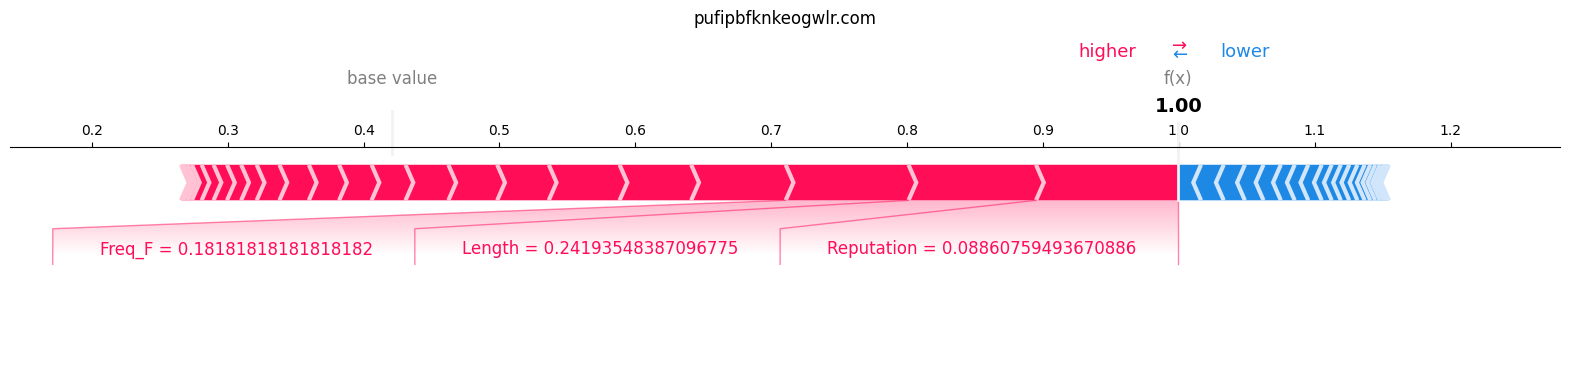 pufipbfknkeogwlr.com
higher → ← lower
base value f(x)
1.00
0.2 0.3 0.4 0.5 0.6 0.7 0.8 0.9 1.0 1.1 1.2
Freq_F = 0.18181818181818182 Length = 0.24193548387096775 Reputation = 0.08860759493670886